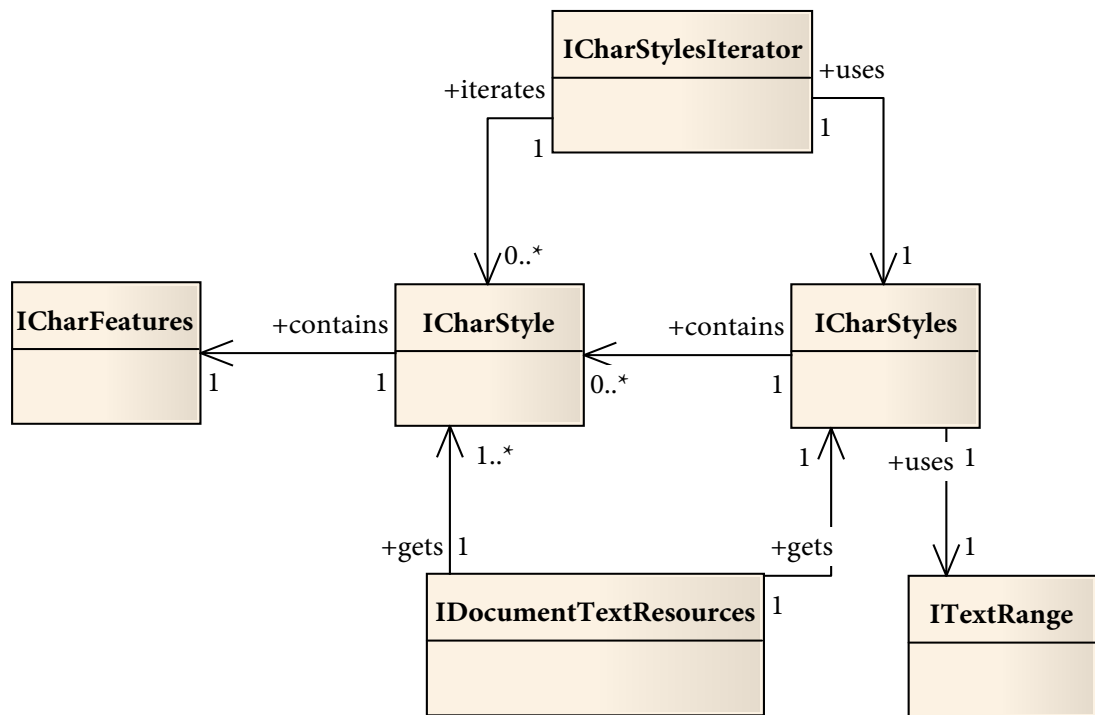 ICharStylesIterator
+iterates
+uses
1
1
0..*
1
ICharFeatures
+contains
ICharStyle
+contains
ICharStyles
1
1
0..*
1
1..*
1
+uses
1
+gets
1
+gets
1
1
IDocumentTextResources
ITextRange